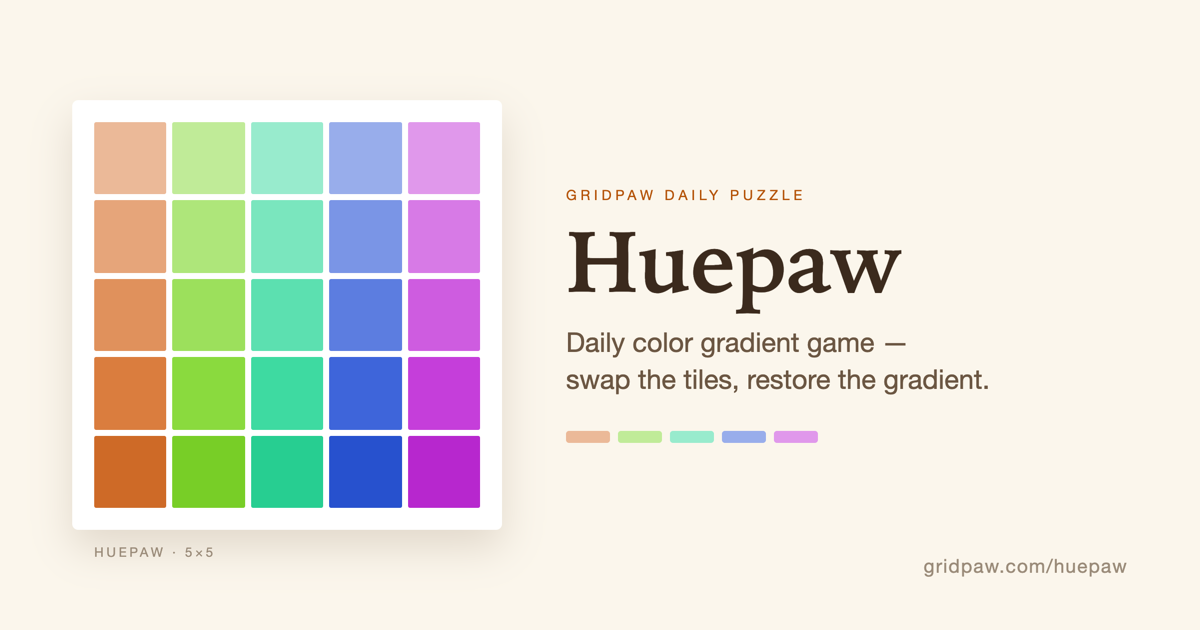 GRIDPAW DAILY PUZZLE
Huepaw
Daily color gradient game —
swap the tiles, restore the gradient.
HUEPAW · 5×5
gridpaw.com/huepaw